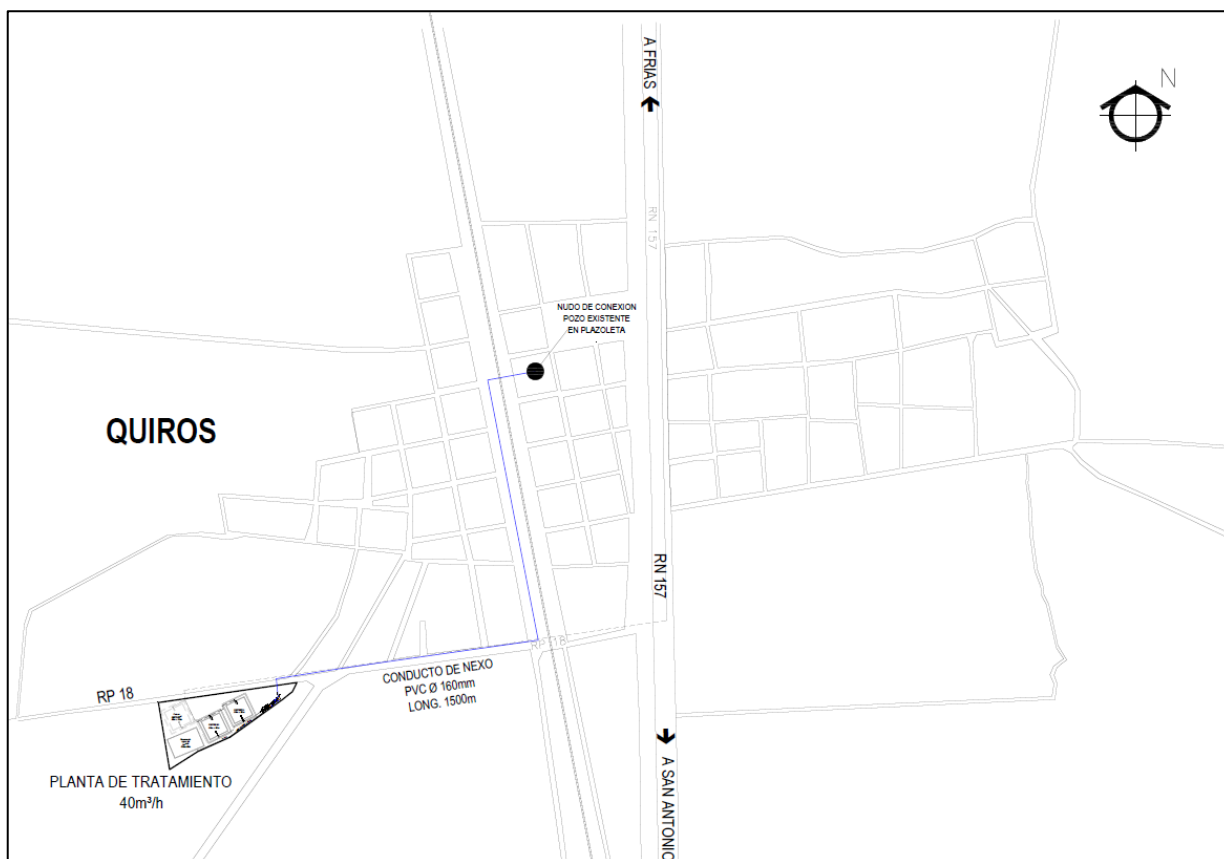 A FRIAS
N
RN 157
NUDO DE CONEXION
POZO EXISTENTE
EN PLAZOLETA
QUIROS
RN 157
RP 18
CONDUCTO DE NEXO
PVC Ø 160mm
LONG. 1500m
RP 18
PLANTA DE TRATAMIENTO
40m³/h
A SAN ANTONIO